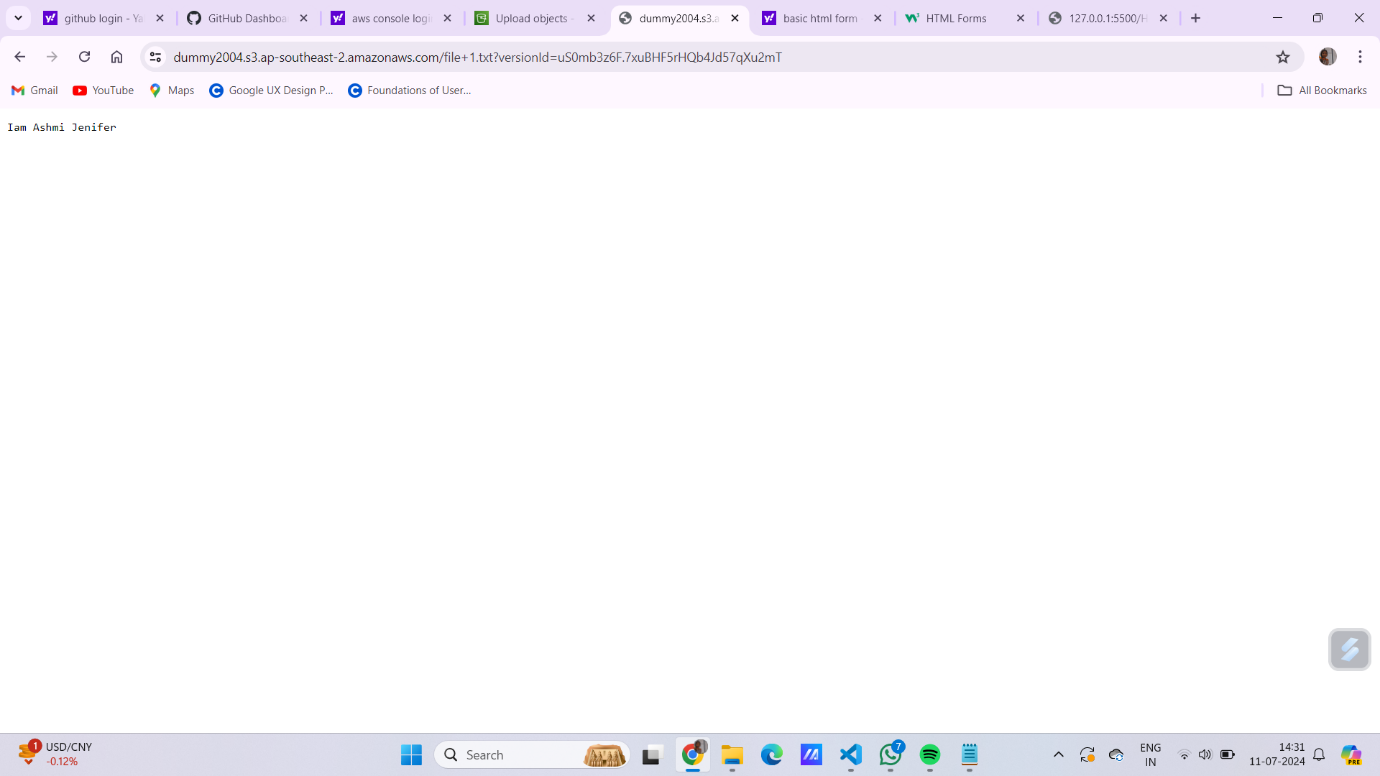 github login - Ya
GitHub Dashboa
aws console logi
Upload objects -
dummy2004.s3.a
basic html form
HTML Forms
127.0.0.1:5500/H
dummy2004.s3.ap-southeast-2.amazonaws.com/file+1.txt?versionId=uS0mb3z6F.7xuBHF5rHQb4Jd57qXu2mT
Gmail
YouTube
Maps
Google UX Design P...
Foundations of User...
All Bookmarks
Iam Ashmi Jenifer
1
USD/CNY
-0.12%
Search
7
ENG
IN
14:31
11-07-2024
PRE